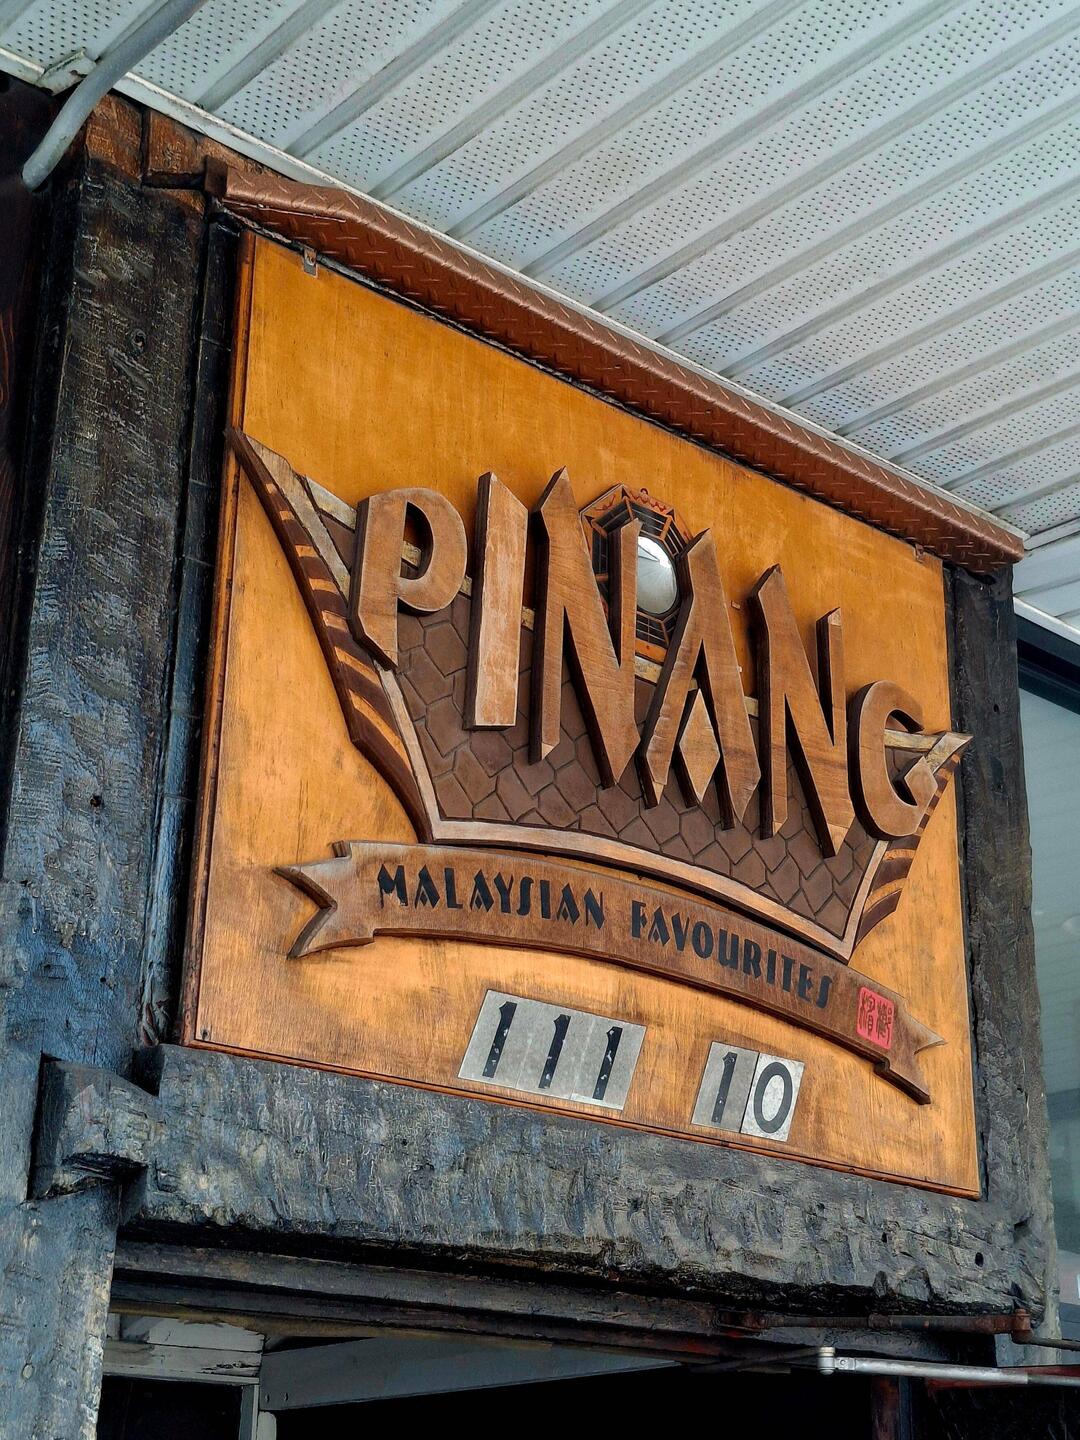 PINANG
MALAYSIAN FAVOURITES
111 10